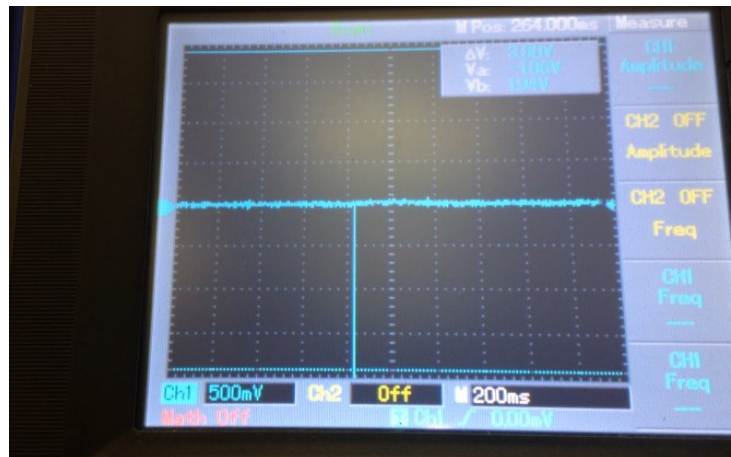 Scan M Pos: 264.000ms Measure
ΔV:
Va:
Vb:
CH1
Amplitude
CH2 OFF
Amplitude
CH2 OFF
Freq
CH1
Freq
CH1
Freq
Ch1 500mV Ch2 Off M 200ms
Math Off Ch1 0.00mV